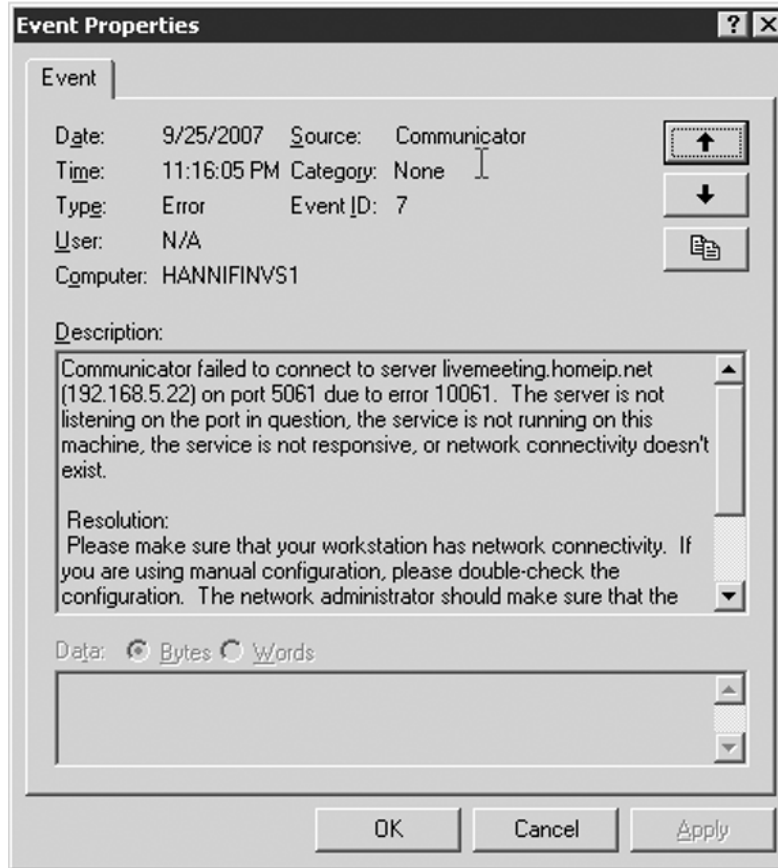 Event Properties
Event
Date: 9/25/2007 Source: Communicator
Time: 11:16:05 PM Category: None
Type: Error Event ID: 7
User: N/A
Computer: HANNIFINVS1
Description:
Communicator failed to connect to server livemeeting.homeip.net
(192.168.5.22) on port 5061 due to error 10061. The server is not
listening on the port in question, the service is not running on this
machine, the service is not responsive, or network connectivity doesn't
exist.
Resolution:
Please make sure that your workstation has network connectivity. If
you are using manual configuration, please double-check the
configuration. The network administrator should make sure that the
Data: Bytes Words
OK Cancel Apply